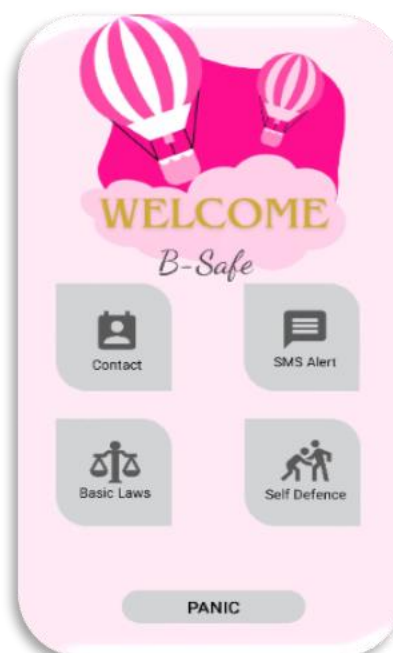 WELCOME
B-Safe
Contact
SMS Alert
Basic Laws
Self Defence
PANIC